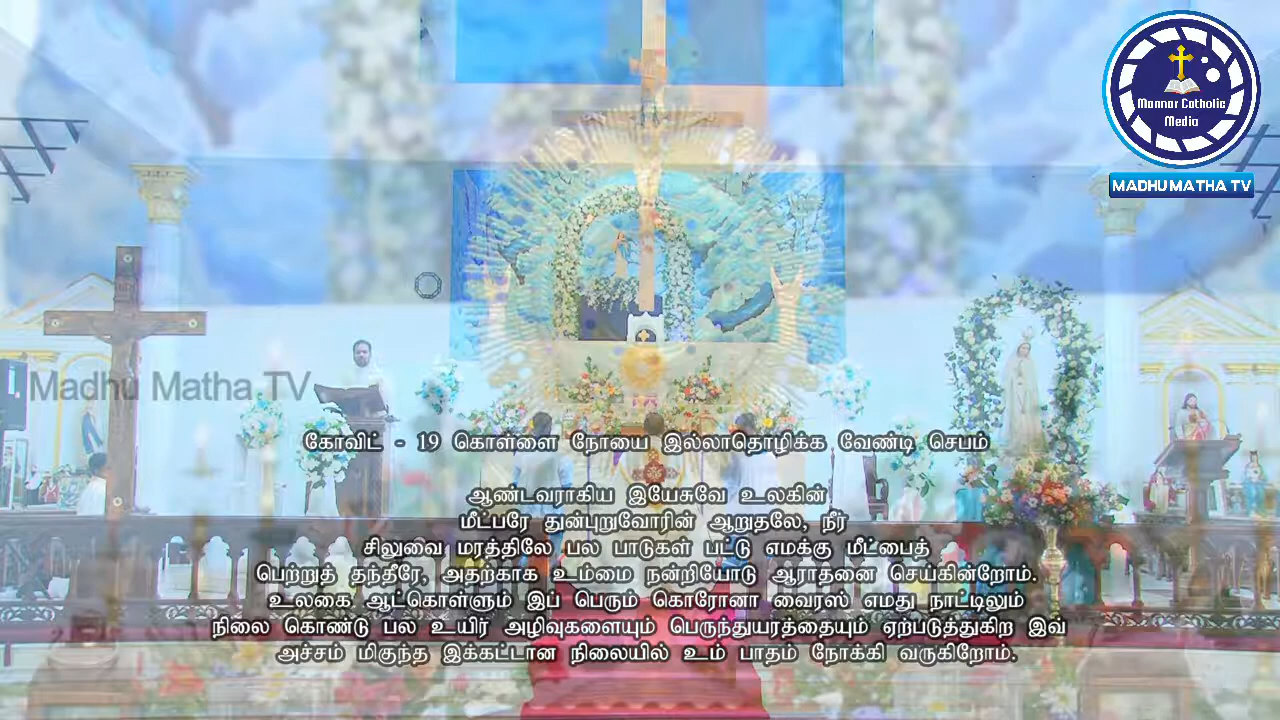 Mannar Catholic
Media
MADHU MATHA TV
Madhu Matha TV
கோவிட் - 19 கொள்ளை நோயை இல்லாதொழிக்க வேண்டி செபம்
ஆண்டவராகிய இயேசுவே உலகின்
மீட்பரே துன்புறுவோரின் ஆறுதலே, நீர்
சிலுவை மரத்திலே பல பாடுகள் பட்டு எமக்கு மீட்பைத்
பெற்றுத் தந்தீரே, அதற்காக உம்மை நன்றியோடு ஆராதனை செய்கின்றோம்.
உலகை ஆட்கொள்ளும் இப் பெரும் கொரோனா வைரஸ் எமது நாட்டிலும்
நிலை கொண்டு பல உயிர் அழிவுகளையும் பெருந்துயரத்தையும் ஏற்படுத்துகிற இவ்
அச்சம் மிகுந்த இக்கட்டான நிலையில் உம் பாதம் நோக்கி வருகிறோம்.